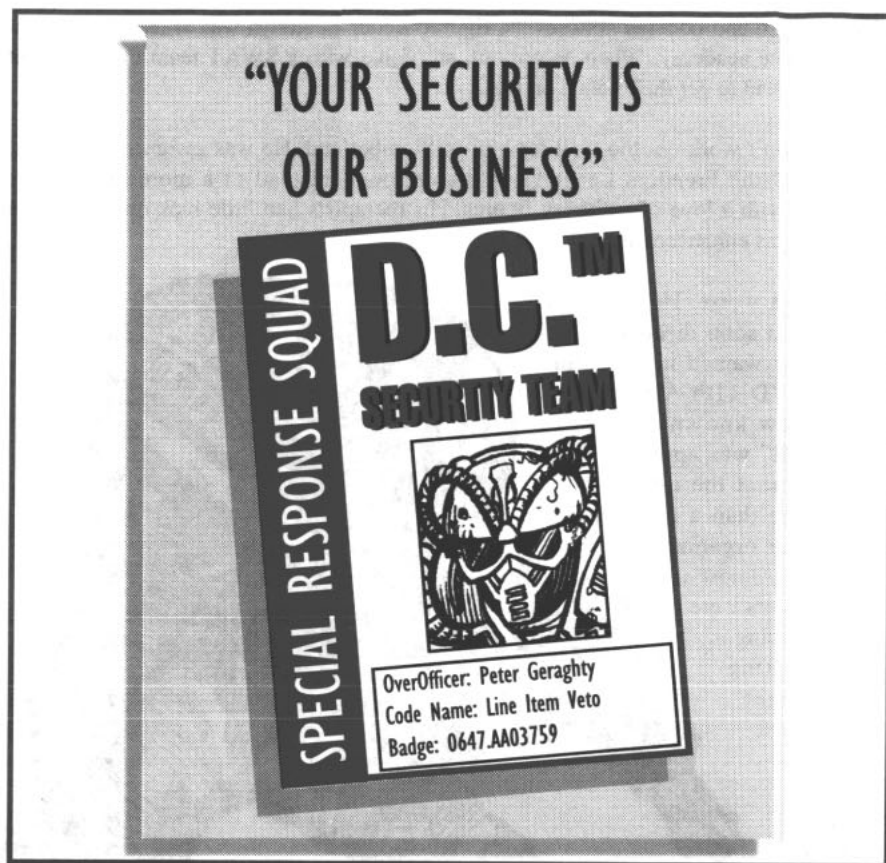 “YOUR SECURITY IS
OUR BUSINESS”
SPECIAL RESPONSE SQUAD
D.C.™
SECURTIY TEAM
OverOfficer: Peter Geraghty
Code Name: Line Item Veto
Badge: 0647.AA03759